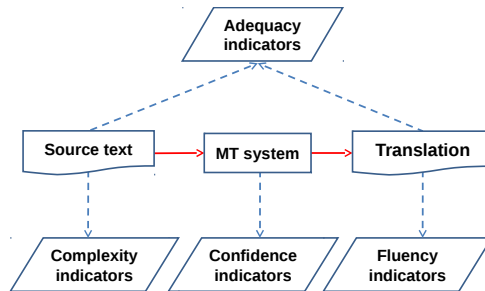 Adequacy
indicators
Source text
MT system
Translation
Complexity
indicators
Confidence
indicators
Fluency
indicators